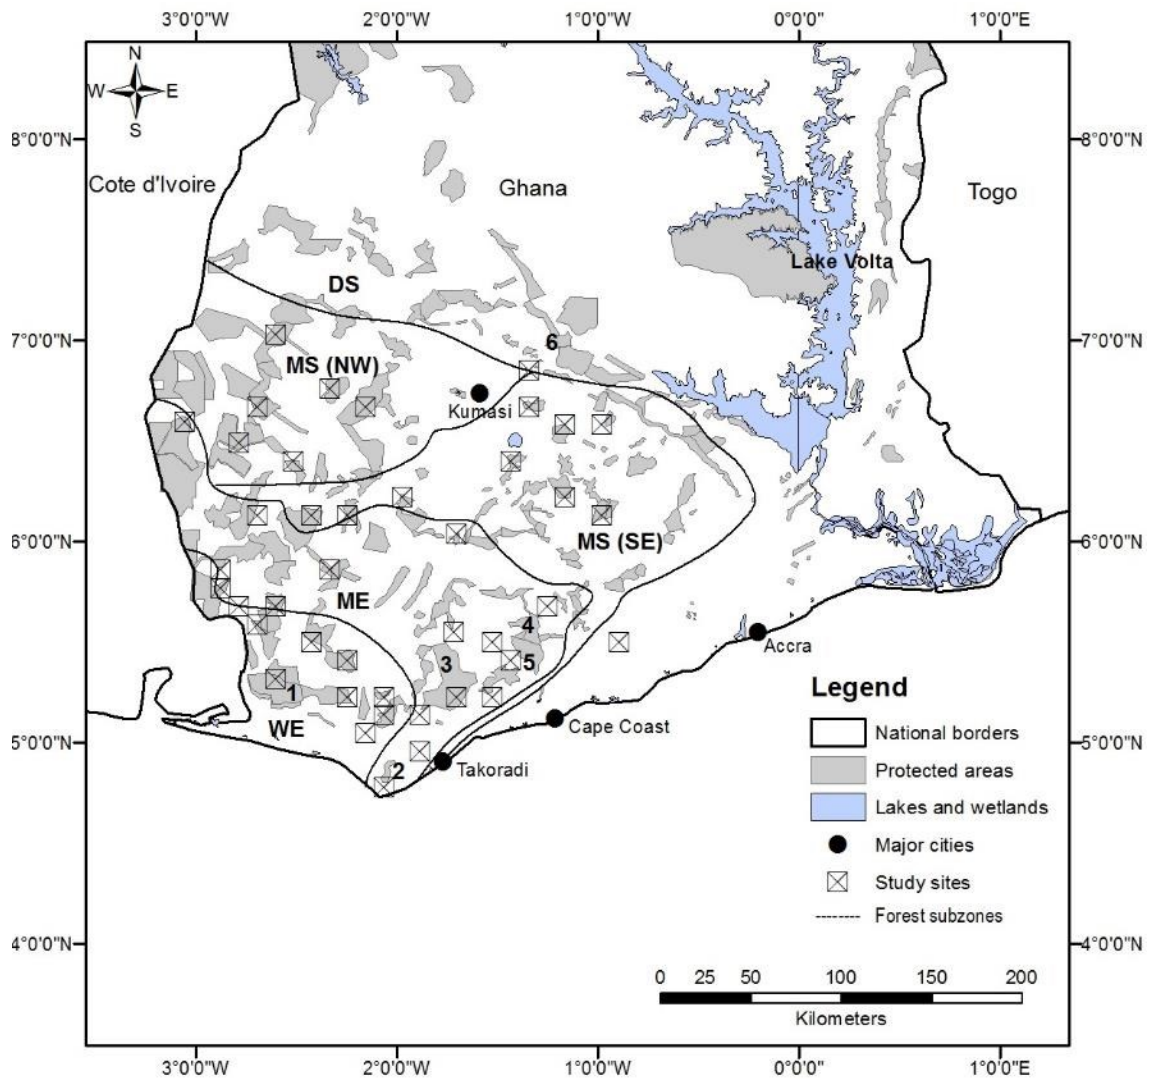 3°0'0"W 2°0'0"W 1°0'0"W 0°0'0" 1°0'0"E
N
W E
S
8°0'0"N 8°0'0"N
Cote d'Ivoire Ghana Togo
Lake Volta
DS
7°0'0"N 6 7°0'0"N
MS (NW)
Kumasi
6°0'0"N MS (SE) 6°0'0"N
ME
4
Accra
3 5
1
Legend
WE Cape Coast National borders
5°0'0"N 5°0'0"N
2 Takoradi Protected areas
Lakes and wetlands
Major cities
Study sites
Forest subzones
4°0'0"N 4°0'0"N
0 25 50 100 150 200
Kilometers
3°0'0"W 2°0'0"W 1°0'0"W 0°0'0" 1°0'0"E